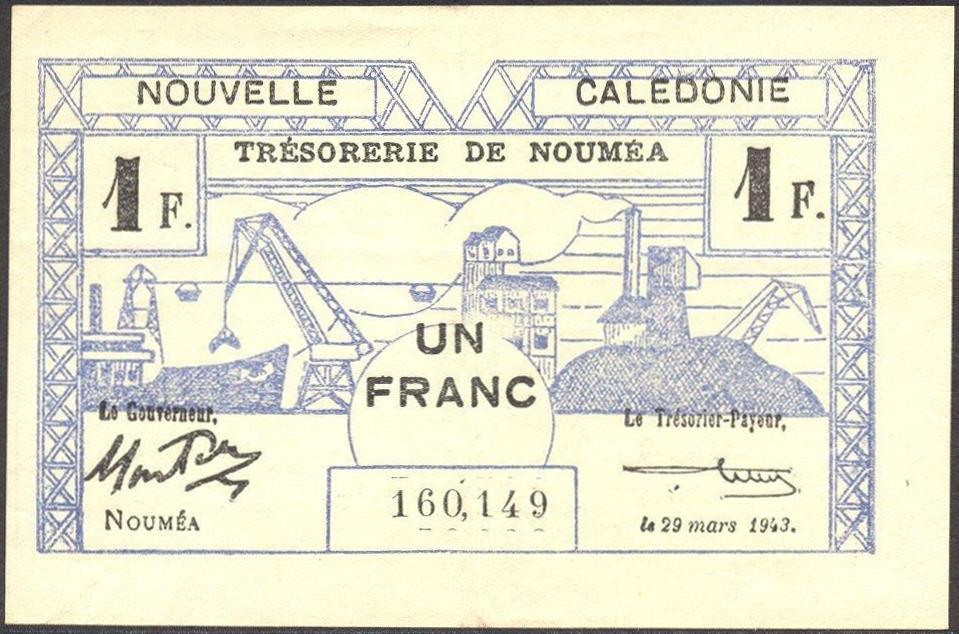 NOUVELLE CALEDONIE
TRÉSORERIE DE NOUMÉA
1 F. 1 F.
UN
FRANC
Le Gouverneur, Le Trésorier-Payeur,
160,149
NOUMÉA le 29 mars 1943.